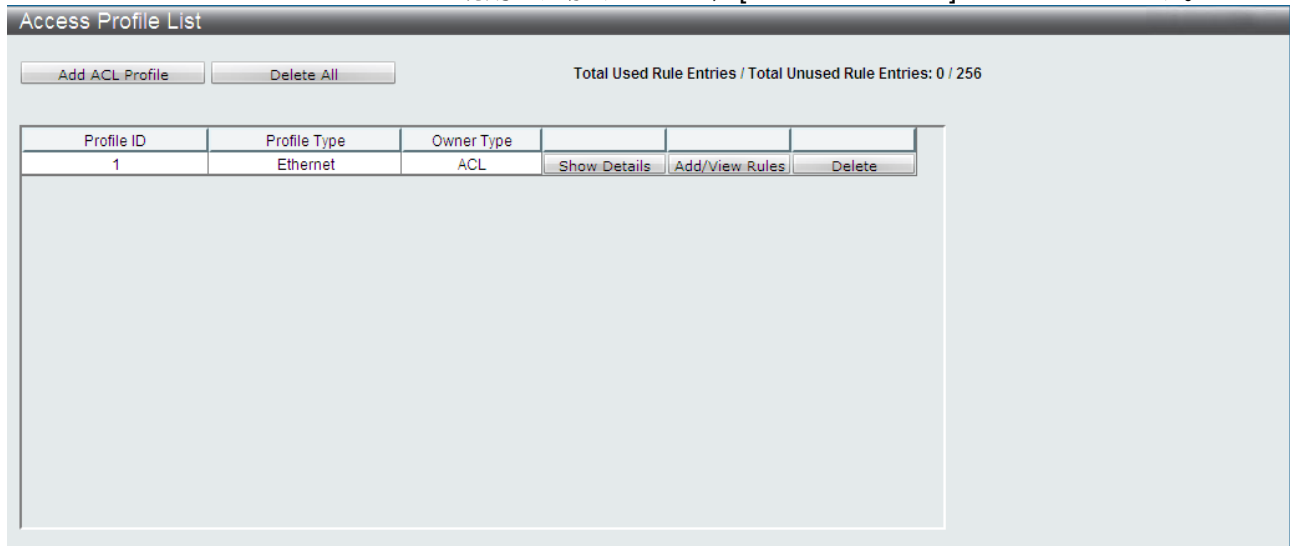 Access Profile List
Add ACL Profile Delete All Total Used Rule Entries / Total Unused Rule Entries: 0 / 256
Profile ID Profile Type Owner Type
1 Ethernet ACL Show Details Add/View Rules Delete